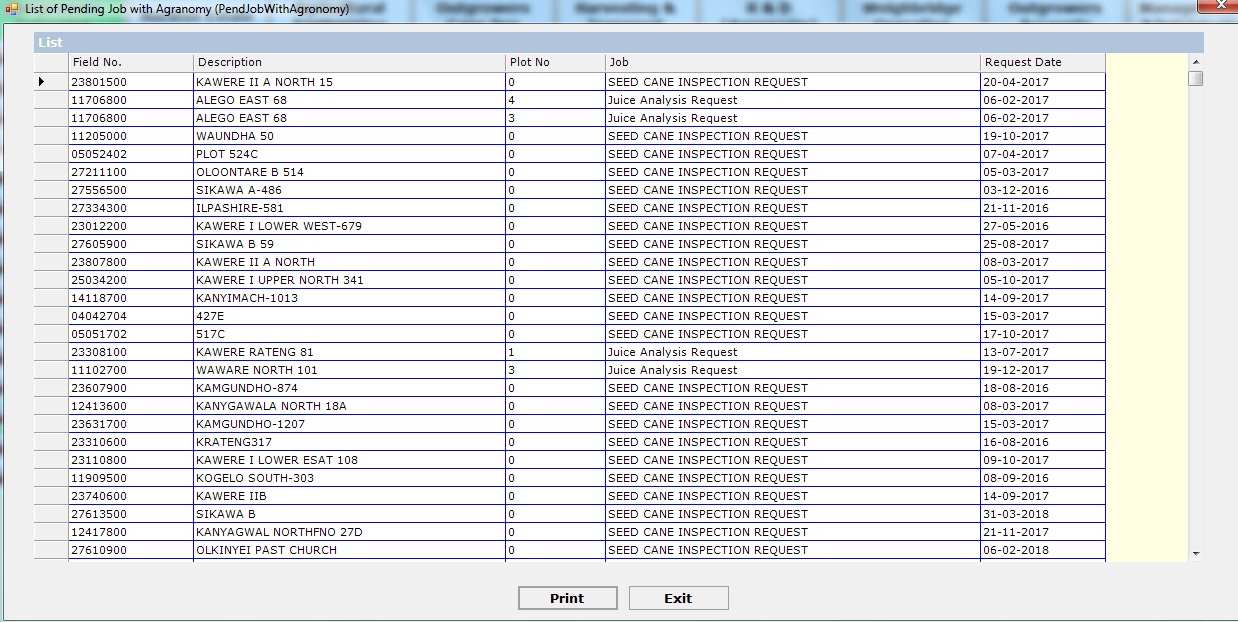 List of Pending Job with Agranomy (PendJobWithAgronomy)
Outgrowers Harvesting & R & D Weighbridge Outgrowers
List
Field No. Description Plot No Job Request Date
23801500 KAWERE II A NORTH 15 0 SEED CANE INSPECTION REQUEST 20-04-2017
11706800 ALEGO EAST 68 4 Juice Analysis Request 06-02-2017
11706800 ALEGO EAST 68 3 Juice Analysis Request 06-02-2017
11205000 WAUNDHA 50 0 SEED CANE INSPECTION REQUEST 19-10-2017
05052402 PLOT 524C 0 SEED CANE INSPECTION REQUEST 07-04-2017
27211100 OLOONTARE B 514 0 SEED CANE INSPECTION REQUEST 05-03-2017
27556500 SIKAWA A-486 0 SEED CANE INSPECTION REQUEST 03-12-2016
27334300 ILPASHIRE-581 0 SEED CANE INSPECTION REQUEST 21-11-2016
23012200 KAWERE I LOWER WEST-679 0 SEED CANE INSPECTION REQUEST 27-05-2016
27605900 SIKAWA B 59 0 SEED CANE INSPECTION REQUEST 25-08-2017
23807800 KAWERE II A NORTH 0 SEED CANE INSPECTION REQUEST 08-03-2017
25034200 KAWERE I UPPER NORTH 341 0 SEED CANE INSPECTION REQUEST 05-10-2017
14118700 KANYIMACH-1013 0 SEED CANE INSPECTION REQUEST 14-09-2017
04042704 427E 0 SEED CANE INSPECTION REQUEST 15-03-2017
05051702 517C 0 SEED CANE INSPECTION REQUEST 17-10-2017
23308100 KAWERE RATENG 81 1 Juice Analysis Request 13-07-2017
11102700 WAWARE NORTH 101 3 Juice Analysis Request 19-12-2017
23607900 KAMGUNDHO-874 0 SEED CANE INSPECTION REQUEST 18-08-2016
12413600 KANYGAWALA NORTH 18A 0 SEED CANE INSPECTION REQUEST 08-03-2017
23631700 KAMGUNDHO-1207 0 SEED CANE INSPECTION REQUEST 15-03-2017
23310600 KRATENG317 0 SEED CANE INSPECTION REQUEST 16-08-2016
23110800 KAWERE I LOWER ESAT 108 0 SEED CANE INSPECTION REQUEST 09-10-2017
11909500 KOGELO SOUTH-303 0 SEED CANE INSPECTION REQUEST 08-09-2016
23740600 KAWERE IIB 0 SEED CANE INSPECTION REQUEST 14-09-2017
27613500 SIKAWA B 0 SEED CANE INSPECTION REQUEST 31-03-2018
12417800 KANYAGWAL NORTHFNO 27D 0 SEED CANE INSPECTION REQUEST 21-11-2017
27610900 OLKINYEI PAST CHURCH 0 SEED CANE INSPECTION REQUEST 06-02-2018
Print Exit